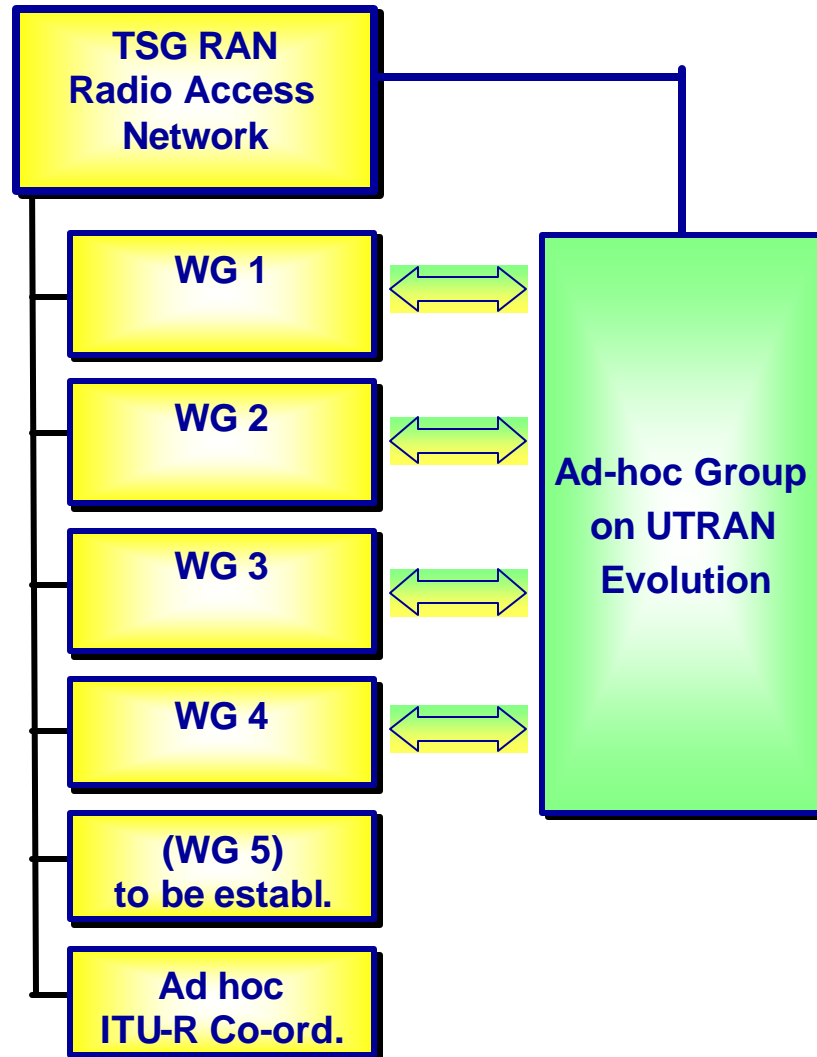 TSG RAN
Radio Access
Network
WG 1
WG 2
WG 3
WG 4
(WG 5)
to be establ.
Ad hoc
ITU-R Co-ord.
Ad-hoc Group
on UTRAN
Evolution